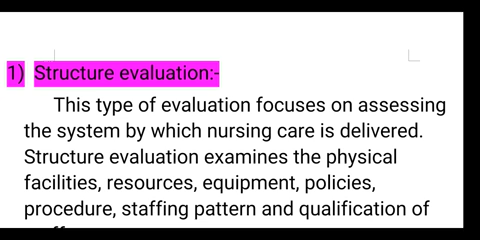 1) Structure evaluation:-
This type of evaluation focuses on assessing
the system by which nursing care is delivered.
Structure evaluation examines the physical
facilities, resources, equipment, policies,
procedure, staffing pattern and qualification of